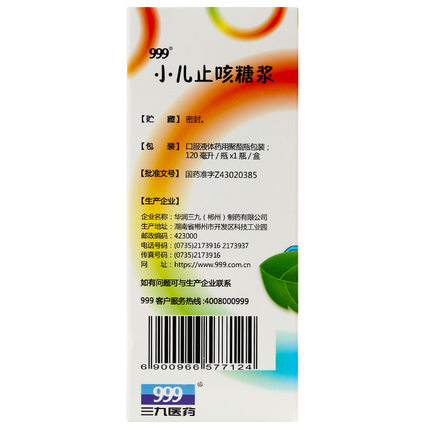 999®
小儿止咳糖浆
【贮 藏】密封。
【包 装】口服液体药用聚酯瓶包装；
120毫升/瓶x1瓶/盒
【批准文号】国药准字Z43020385
【生产企业】
企业名称：华润三九（郴州）制药有限公司
生产地址：湖南省郴州市开发区科技工业园
邮政编码：423000
电话号码：(0735)2173916 2173937
传真号码：(0735)2173916
网 址：https://www.999.com.cn
如有问题可与生产企业联系
999 客户服务热线:4008000999
6 900966 577124
999®
三九医药